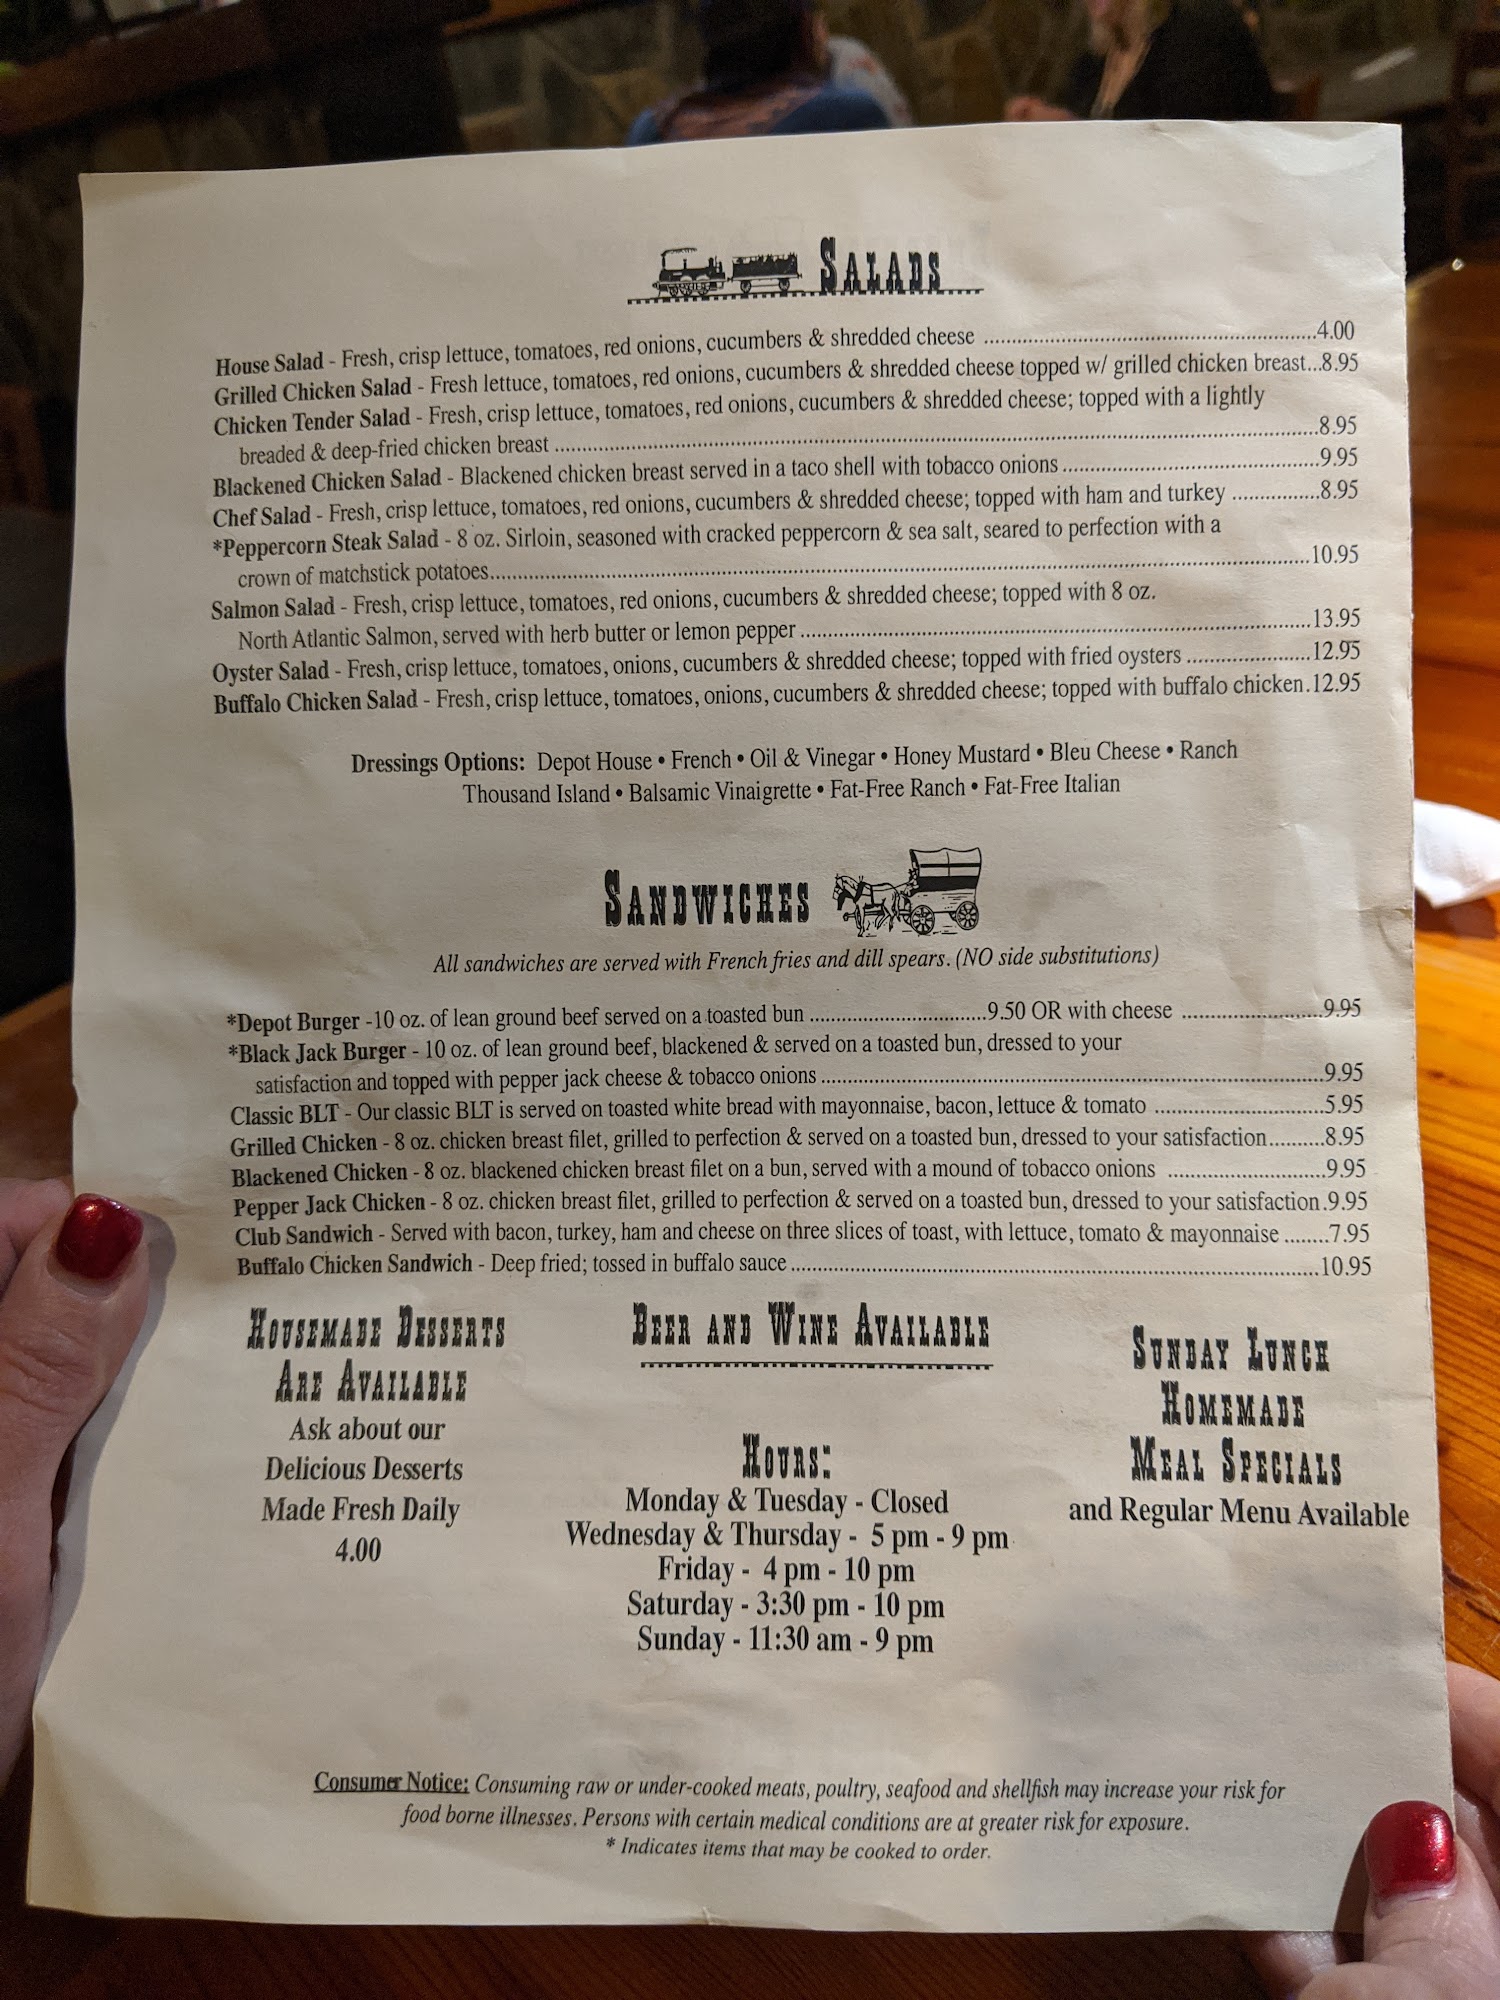 SALADS
House Salad - Fresh, crisp lettuce, tomatoes, red onions, cucumbers & shredded cheese ..........4.00
Grilled Chicken Salad - Fresh lettuce, tomatoes, red onions, cucumbers & shredded cheese topped w/ grilled chicken breast...8.95
Chicken Tender Salad - Fresh, crisp lettuce, tomatoes, red onions, cucumbers & shredded cheese; topped with a lightly
breaded & deep-fried chicken breast ..........8.95
Blackened Chicken Salad - Blackened chicken breast served in a taco shell with tobacco onions ..........9.95
Chef Salad - Fresh, crisp lettuce, tomatoes, red onions, cucumbers & shredded cheese; topped with ham and turkey ..........8.95
*Peppercorn Steak Salad - 8 oz. Sirloin, seasoned with cracked peppercorn & sea salt, seared to perfection with a
crown of matchstick potatoes..........10.95
Salmon Salad - Fresh, crisp lettuce, tomatoes, red onions, cucumbers & shredded cheese; topped with 8 oz.
North Atlantic Salmon, served with herb butter or lemon pepper ..........13.95
Oyster Salad - Fresh, crisp lettuce, tomatoes, onions, cucumbers & shredded cheese; topped with fried oysters ..........12.95
Buffalo Chicken Salad - Fresh, crisp lettuce, tomatoes, onions, cucumbers & shredded cheese; topped with buffalo chicken.12.95
Dressings Options: Depot House • French • Oil & Vinegar • Honey Mustard • Bleu Cheese • Ranch
Thousand Island • Balsamic Vinaigrette • Fat-Free Ranch • Fat-Free Italian
SANDWICHES
All sandwiches are served with French fries and dill spears. (NO side substitutions)
*Depot Burger -10 oz. of lean ground beef served on a toasted bun ..........9.50 OR with cheese ..........9.95
*Black Jack Burger - 10 oz. of lean ground beef, blackened & served on a toasted bun, dressed to your
satisfaction and topped with pepper jack cheese & tobacco onions ..........9.95
Classic BLT - Our classic BLT is served on toasted white bread with mayonnaise, bacon, lettuce & tomato ..........5.95
Grilled Chicken - 8 oz. chicken breast filet, grilled to perfection & served on a toasted bun, dressed to your satisfaction..........8.95
Blackened Chicken - 8 oz. blackened chicken breast filet on a bun, served with a mound of tobacco onions ..........9.95
Pepper Jack Chicken - 8 oz. chicken breast filet, grilled to perfection & served on a toasted bun, dressed to your satisfaction.9.95
Club Sandwich - Served with bacon, turkey, ham and cheese on three slices of toast, with lettuce, tomato & mayonnaise ........7.95
Buffalo Chicken Sandwich - Deep fried; tossed in buffalo sauce ..........10.95
HOUSEMADE DESSERTS
ARE AVAILABLE
Ask about our
Delicious Desserts
Made Fresh Daily
4.00
BEER AND WINE AVAILABLE
HOURS:
Monday & Tuesday - Closed
Wednesday & Thursday - 5 pm - 9 pm
Friday - 4 pm - 10 pm
Saturday - 3:30 pm - 10 pm
Sunday - 11:30 am - 9 pm
SUNDAY LUNCH
HOMEMADE
MEAL SPECIALS
and Regular Menu Available
Consumer Notice: Consuming raw or under-cooked meats, poultry, seafood and shellfish may increase your risk for
food borne illnesses. Persons with certain medical conditions are at greater risk for exposure.
* Indicates items that may be cooked to order.